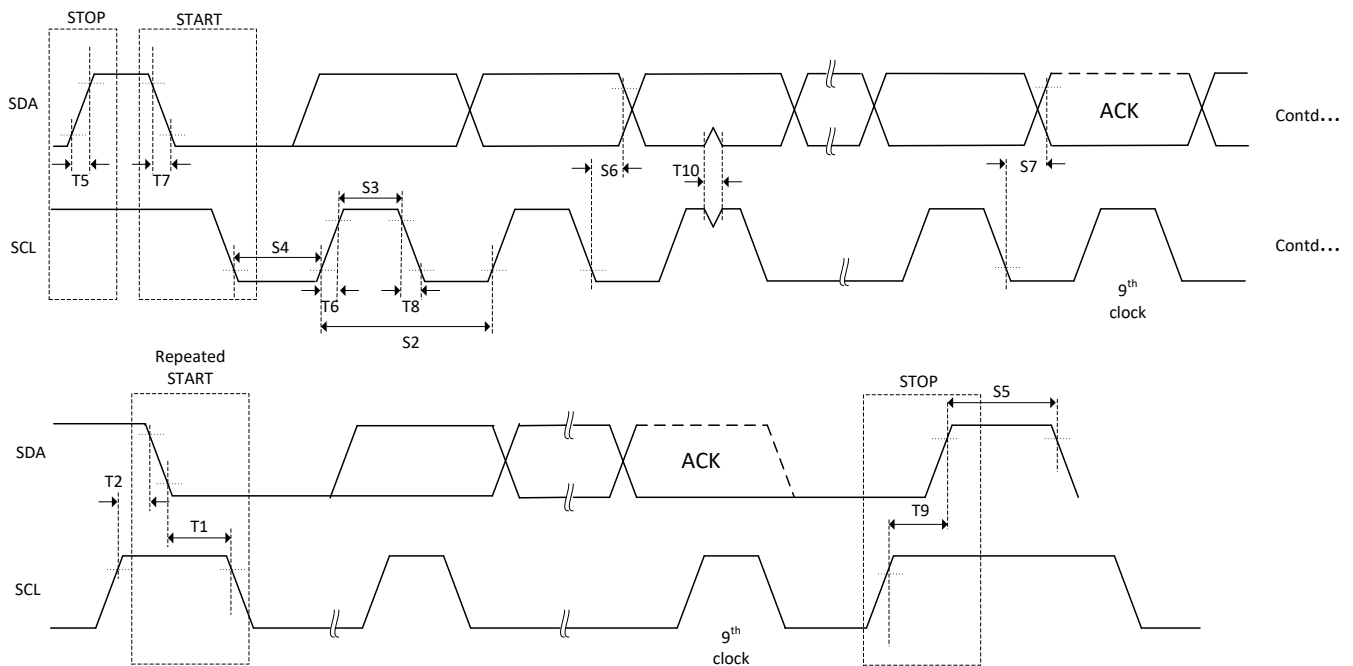 STOP
START
SDA
ACK
Contd...
T5
T7
S6
T10
S7
S3
SCL
S4
Contd...
T6
T8
9th
clock
S2
Repeated
START
STOP
S5
SDA
ACK
T2
T9
T1
SCL
9th
clock